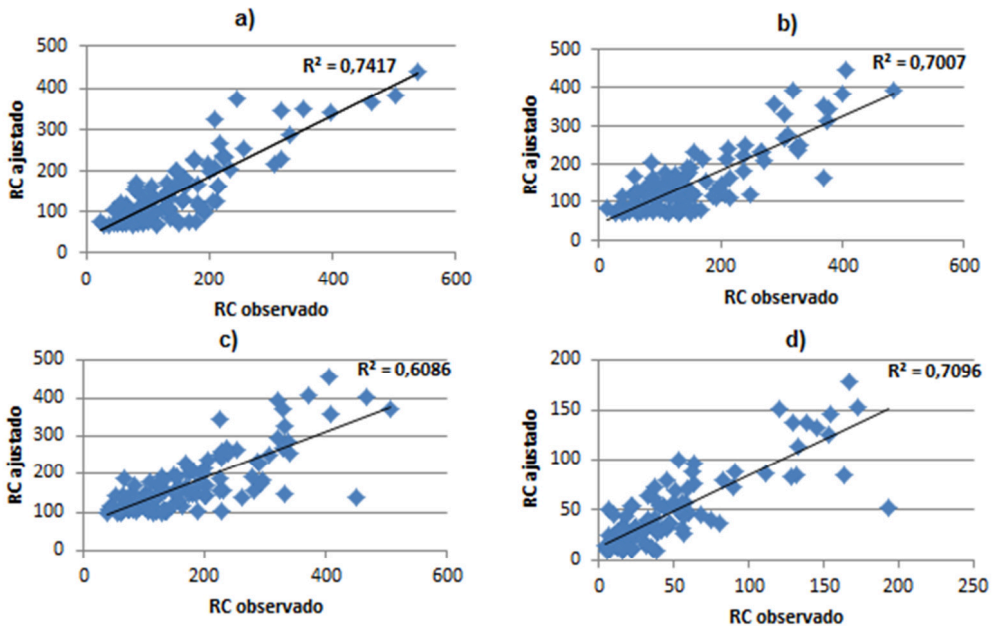 a)
R² = 0,7417
RC ajustado
500
400
300
200
100
0
0 200 400 600
RC observado
b)
R² = 0,7007
RC ajustado
500
400
300
200
100
0
0 200 400 600
RC observado
c)
R² = 0,6086
RC ajustado
500
400
300
200
100
0
0 200 400 600
RC observado
d)
R² = 0,7096
RC ajustado
200
150
100
50
0
0 50 100 150 200 250
RC observado